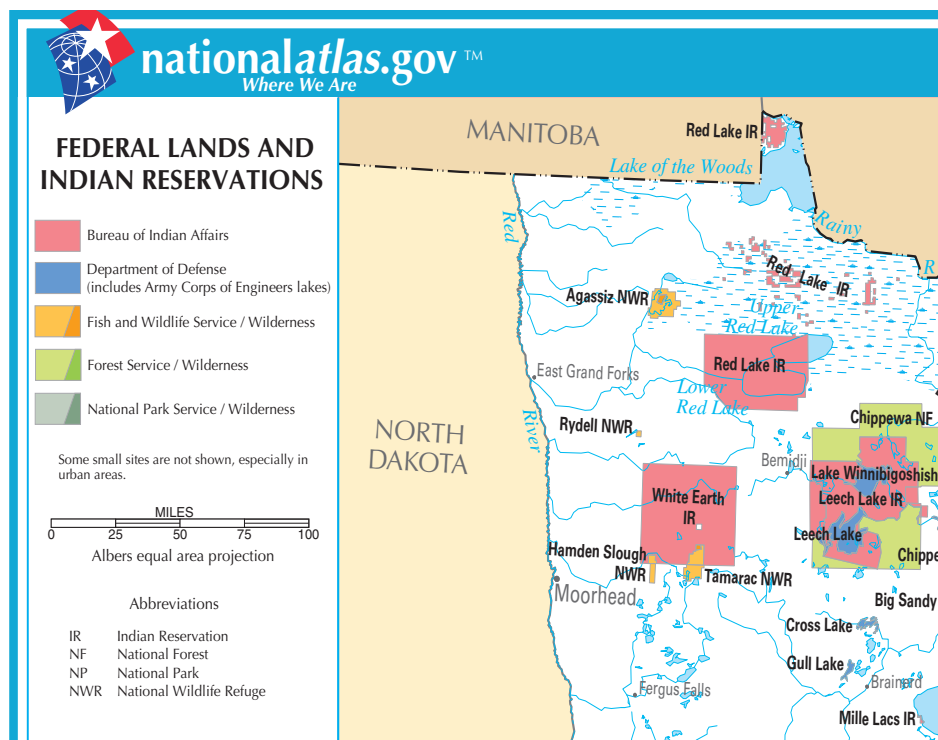 nationalatlas.gov TM
Where We Are
FEDERAL LANDS AND
INDIAN RESERVATIONS
Bureau of Indian Affairs
Department of Defense
(includes Army Corps of Engineers lakes)
Fish and Wildlife Service / Wilderness
Forest Service / Wilderness
National Park Service / Wilderness
Some small sites are not shown, especially in
urban areas.
MILES
0 25 50 75 100
Albers equal area projection
Abbreviations
IR Indian Reservation
NF National Forest
NP National Park
NWR National Wildlife Refuge
MANITOBA
Red Lake IR
Lake of the Woods
Red
Rainy
R
Red Lake IR
Agassiz NWR
Upper
Red Lake
Red Lake IR
East Grand Forks
Lower
Red Lake
River
Rydell NWR
Chippewa NF
NORTH
DAKOTA
Bemidji
Lake Winnibigoshish
White Earth
IR
Leech Lake IR
Leech Lake
Hamden Slough
NWR
Chippe
Tamarac NWR
Moorhead
Big Sandy
Cross Lake
Gull Lake
Fergus Falls
Brainerd
Mille Lacs IR